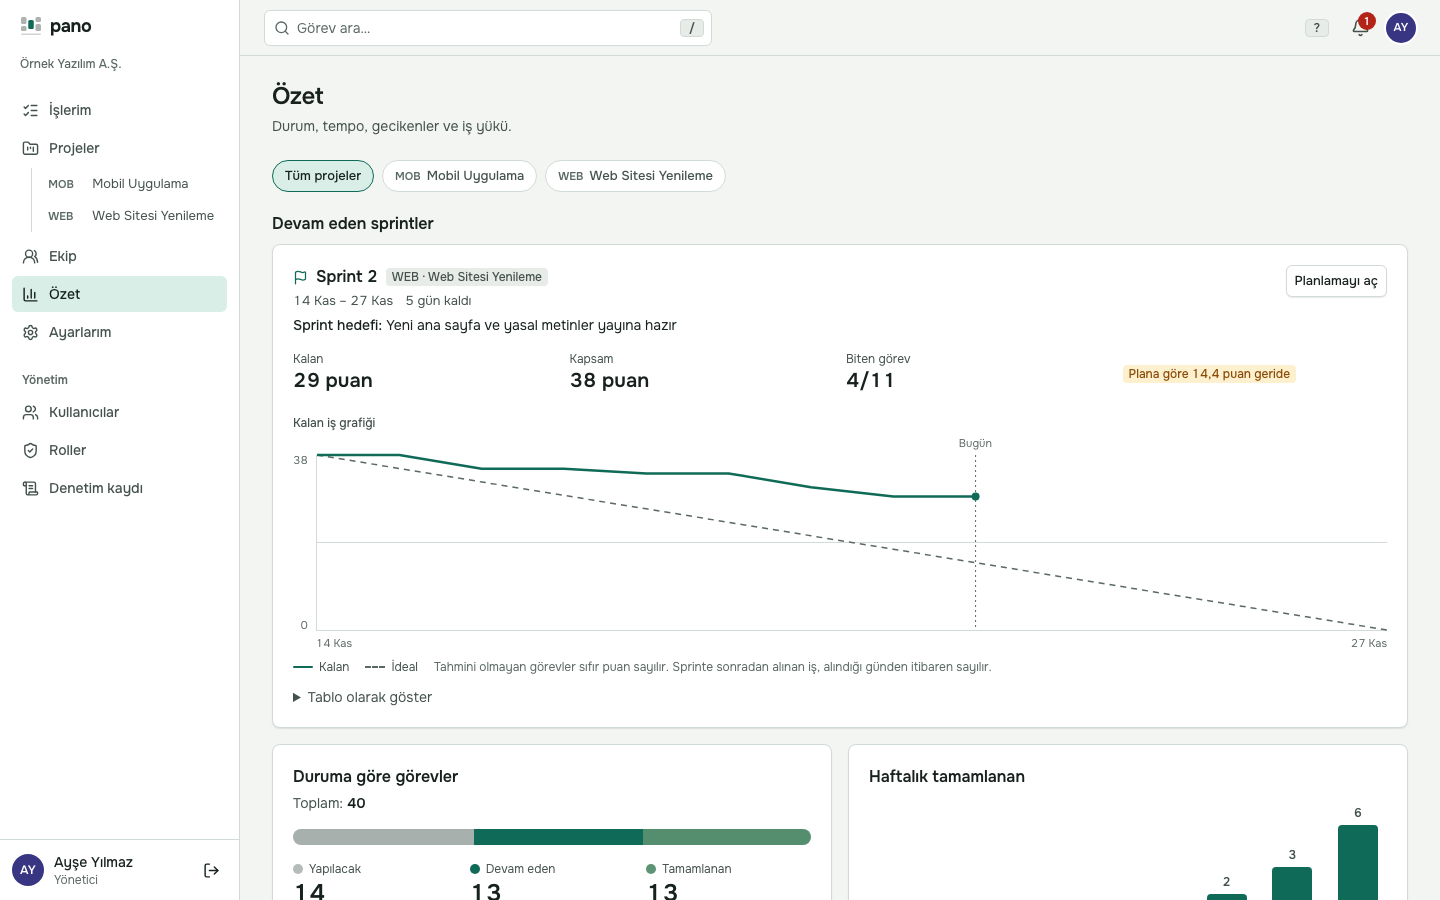 pano
Örnek Yazılım A.Ş.
İşlerim
Projeler
MOB Mobil Uygulama
WEB Web Sitesi Yenileme
Ekip
Özet
Ayarlarım
Yönetim
Kullanıcılar
Roller
Denetim kaydı
AY
Ayşe Yılmaz
Yönetici
Görev ara...
/
?
1
AY
Özet
Durum, tempo, gecikenler ve iş yükü.
Tüm projeler
MOB Mobil Uygulama
WEB Web Sitesi Yenileme
Devam eden sprintler
Sprint 2 WEB · Web Sitesi Yenileme
Planlamayı aç
14 Kas – 27 Kas 5 gün kaldı
Sprint hedefi: Yeni ana sayfa ve yasal metinler yayına hazır
Kalan
29 puan
Kapsam
38 puan
Biten görev
4/11
Plana göre 14,4 puan geride
Kalan iş grafiği
Bugün
38
0
14 Kas
27 Kas
Kalan İdeal Tahmini olmayan görevler sıfır puan sayılır. Sprinte sonradan alınan iş, alındığı günden itibaren sayılır.
Tablo olarak göster
Duruma göre görevler
Toplam: 40
Yapılacak
14
Devam eden
13
Tamamlanan
13
Haftalık tamamlanan
2
3
6